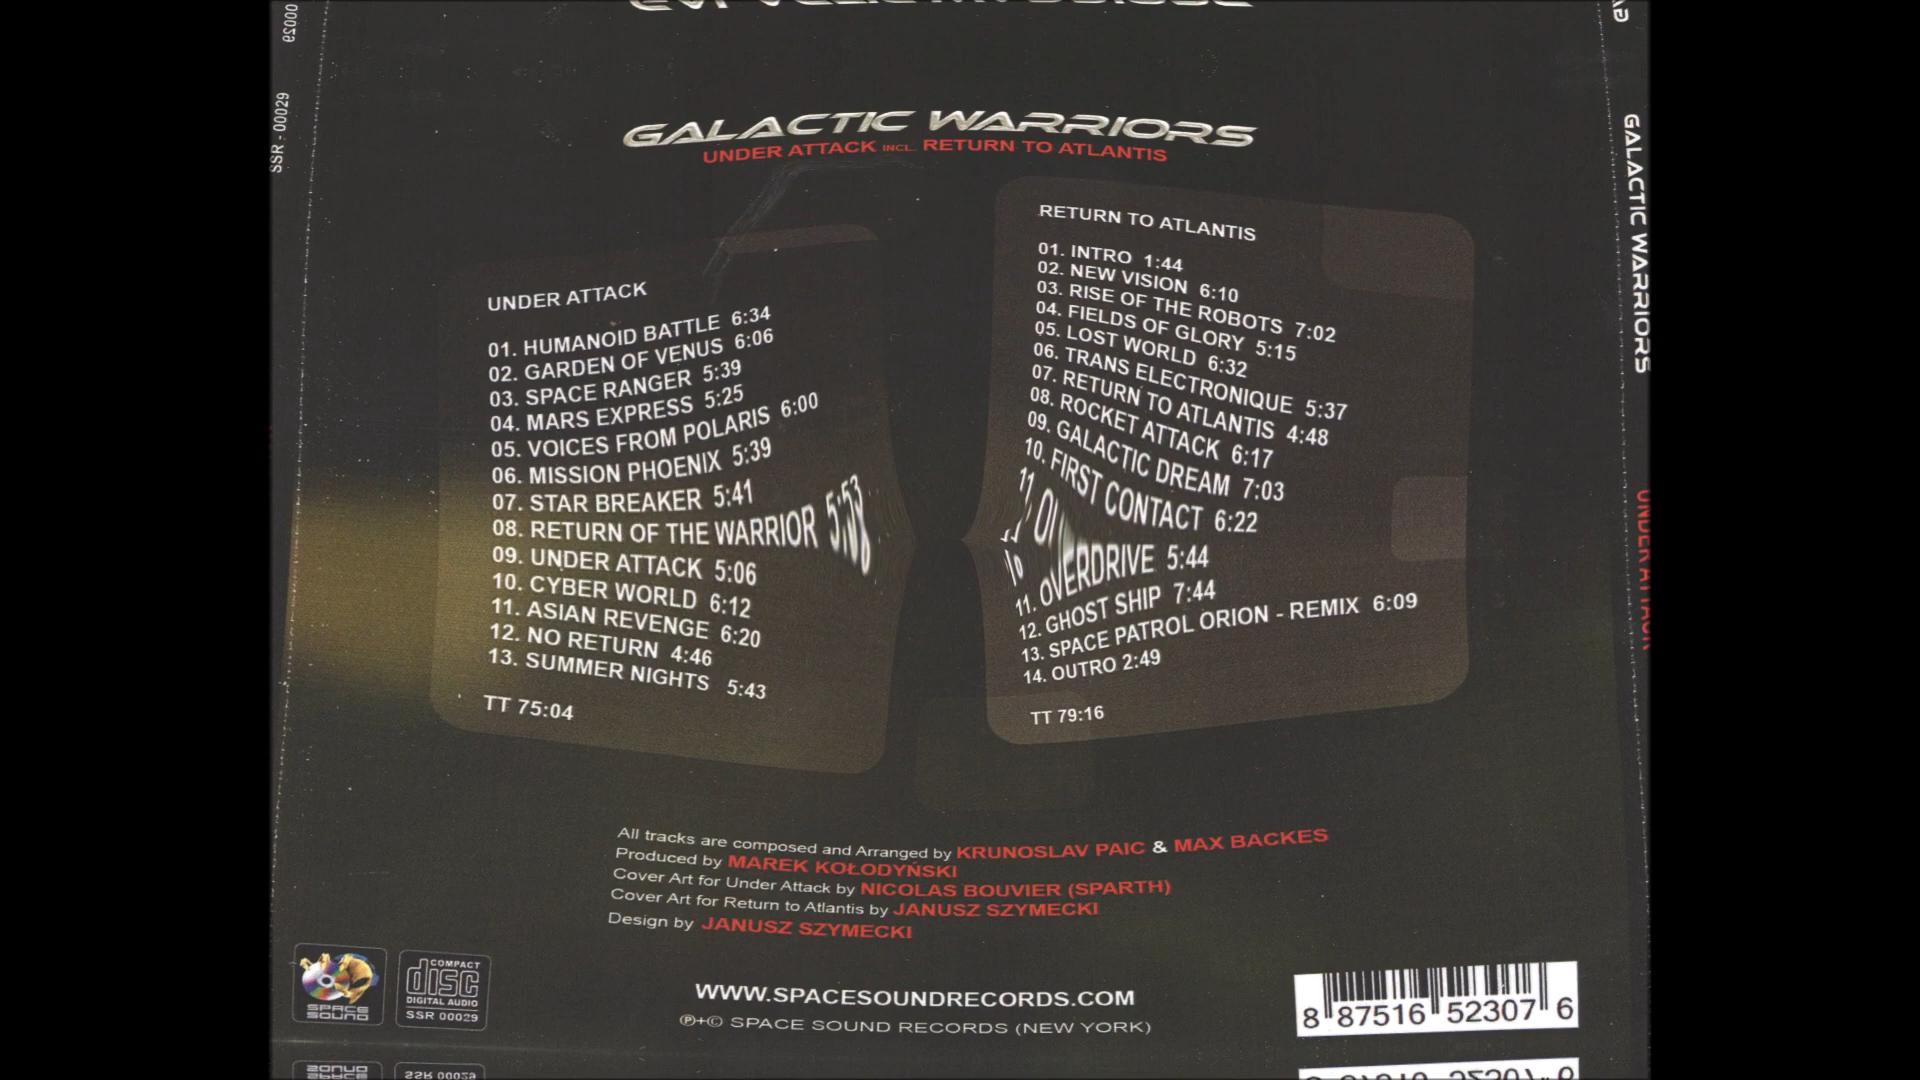 GALACTIC WARRIORS
UNDER ATTACK INCL. RETURN TO ATLANTIS
UNDER ATTACK
01. HUMANOID BATTLE 6:34
02. GARDEN OF VENUS 6:06
03. SPACE RANGER 5:39
04. MARS EXPRESS 5:25
05. VOICES FROM POLARIS 6:00
06. MISSION PHOENIX 5:39
07. STAR BREAKER 5:41
08. RETURN OF THE WARRIOR 5:53
09. UNDER ATTACK 5:06
10. CYBER WORLD 6:12
11. ASIAN REVENGE 6:20
12. NO RETURN 4:46
13. SUMMER NIGHTS 5:43
TT 75:04
RETURN TO ATLANTIS
01. INTRO 1:44
02. NEW VISION 6:10
03. RISE OF THE ROBOTS 7:02
04. FIELDS OF GLORY 5:15
05. LOST WORLD 6:32
06. TRANS ELECTRONIQUE 5:37
07. RETURN TO ATLANTIS 4:48
08. ROCKET ATTACK 6:17
09. GALACTIC DREAM 7:03
10. FIRST CONTACT 6:22
11. OVERDRIVE 5:44
12. GHOST SHIP 7:44
13. SPACE PATROL ORION - REMIX 6:09
14. OUTRO 2:49
TT 79:16
All tracks are composed and Arranged by KRUNOSLAV PAIC & MAX BACKES
Produced by MAREK KOŁODYŃSKI
Cover Art for Under Attack by NICOLAS BOUVIER (SPARTH)
Cover Art for Return to Atlantis by JANUSZ SZYMECKI
Design by JANUSZ SZYMECKI
SPACE SOUND
COMPACT
disc
DIGITAL AUDIO
SSR 00029
WWW.SPACESOUNDRECORDS.COM
℗+© SPACE SOUND RECORDS (NEW YORK)
8 87516 52307 6
SSR - 00029
GALACTIC WARRIORS
UNDER ATTACK